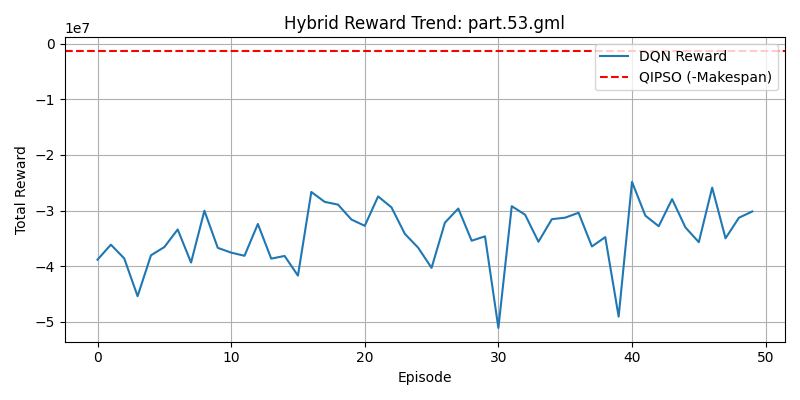 Hybrid Reward Trend: part.53.gml
1e7
0
−1
−2
−3
−4
−5
Total Reward
DQN Reward
QIPSO (-Makespan)
0 10 20 30 40 50
Episode